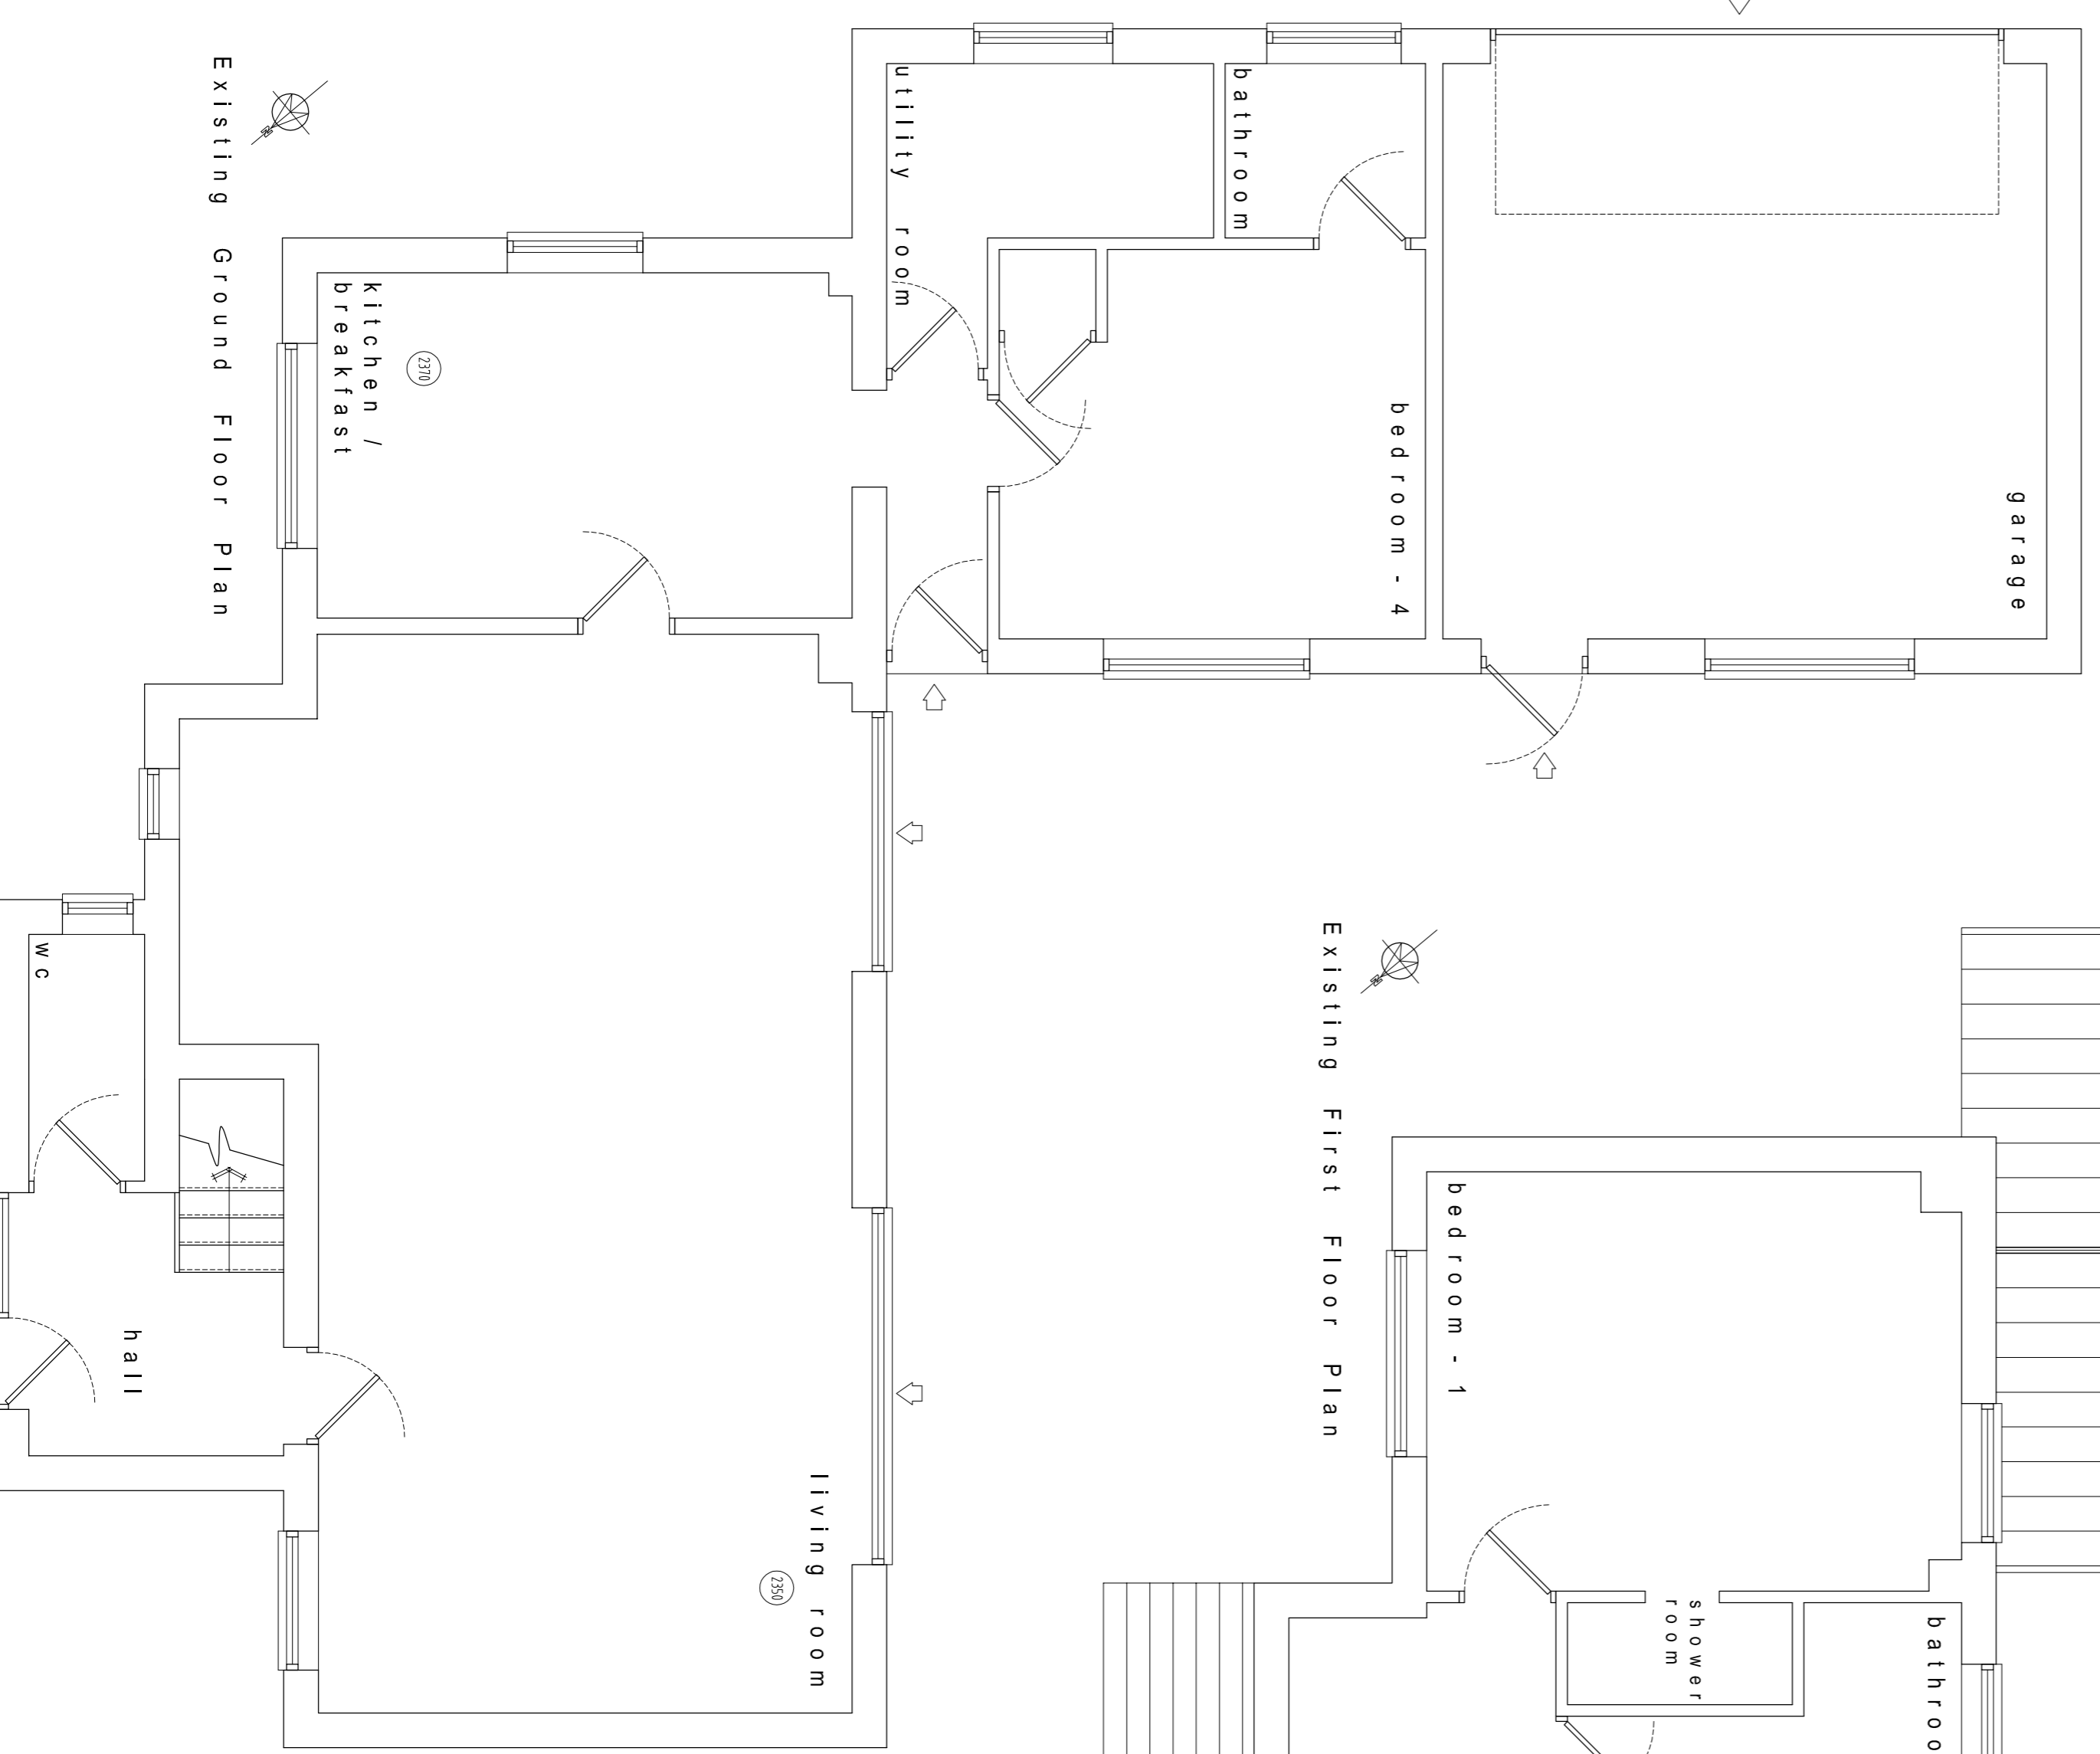 garage
bedroom - 4
bathroom
utility room
kitchen /
breakfast
2370
Existing Ground Floor Plan
N
living room
2350
hall
wc
bathroo
shower
room
bedroom - 1
Existing First Floor Plan
N